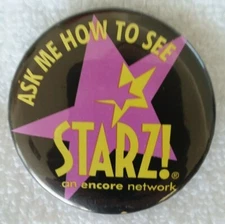 ASK ME HOW TO SEE
STARZ!®
an encore network